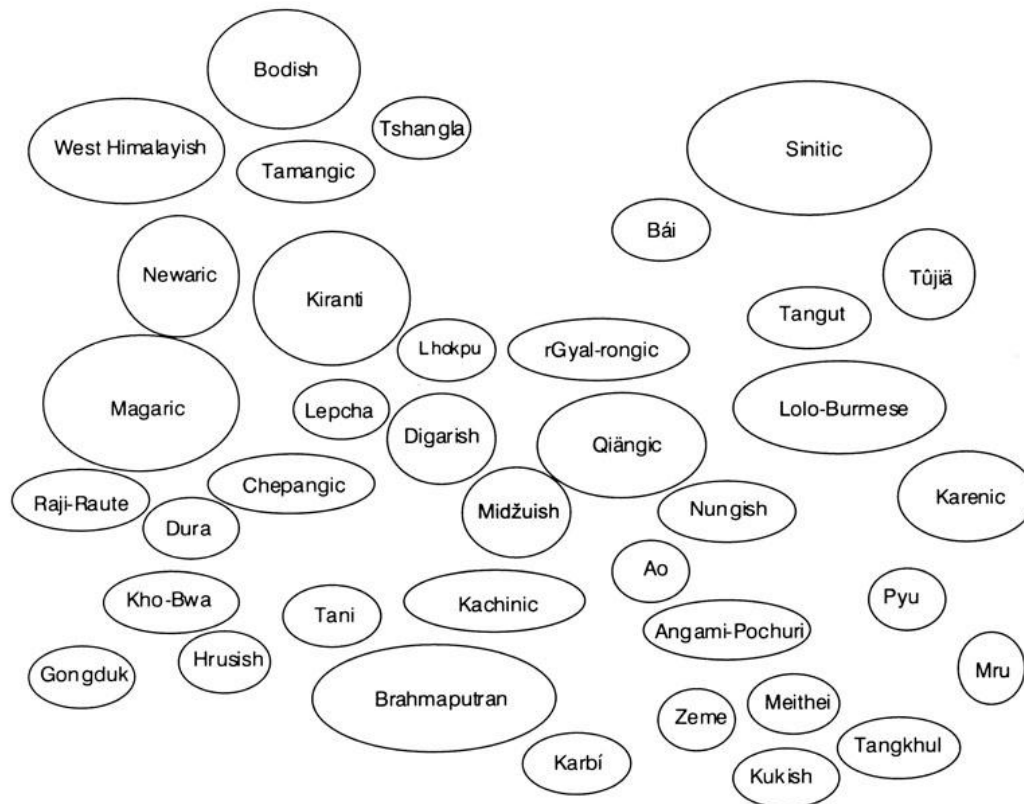 Bodish
Tshangla
West Himalayish
Sinitic
Tamangic
Bái
Newaric
Tûjiā
Kiranti
Tangut
Lhokpu
rGyal-rongic
Magaric
Lepcha
Lolo-Burmese
Digarish
Qiāngic
Chepangic
Raji-Raute
Karenic
Midžuish
Nungish
Dura
Ao
Kho-Bwa
Pyu
Kachinic
Tani
Angami-Pochuri
Hrusish
Mru
Gongduk
Brahmaputran
Meithei
Zeme
Tangkhul
Karbí
Kukish